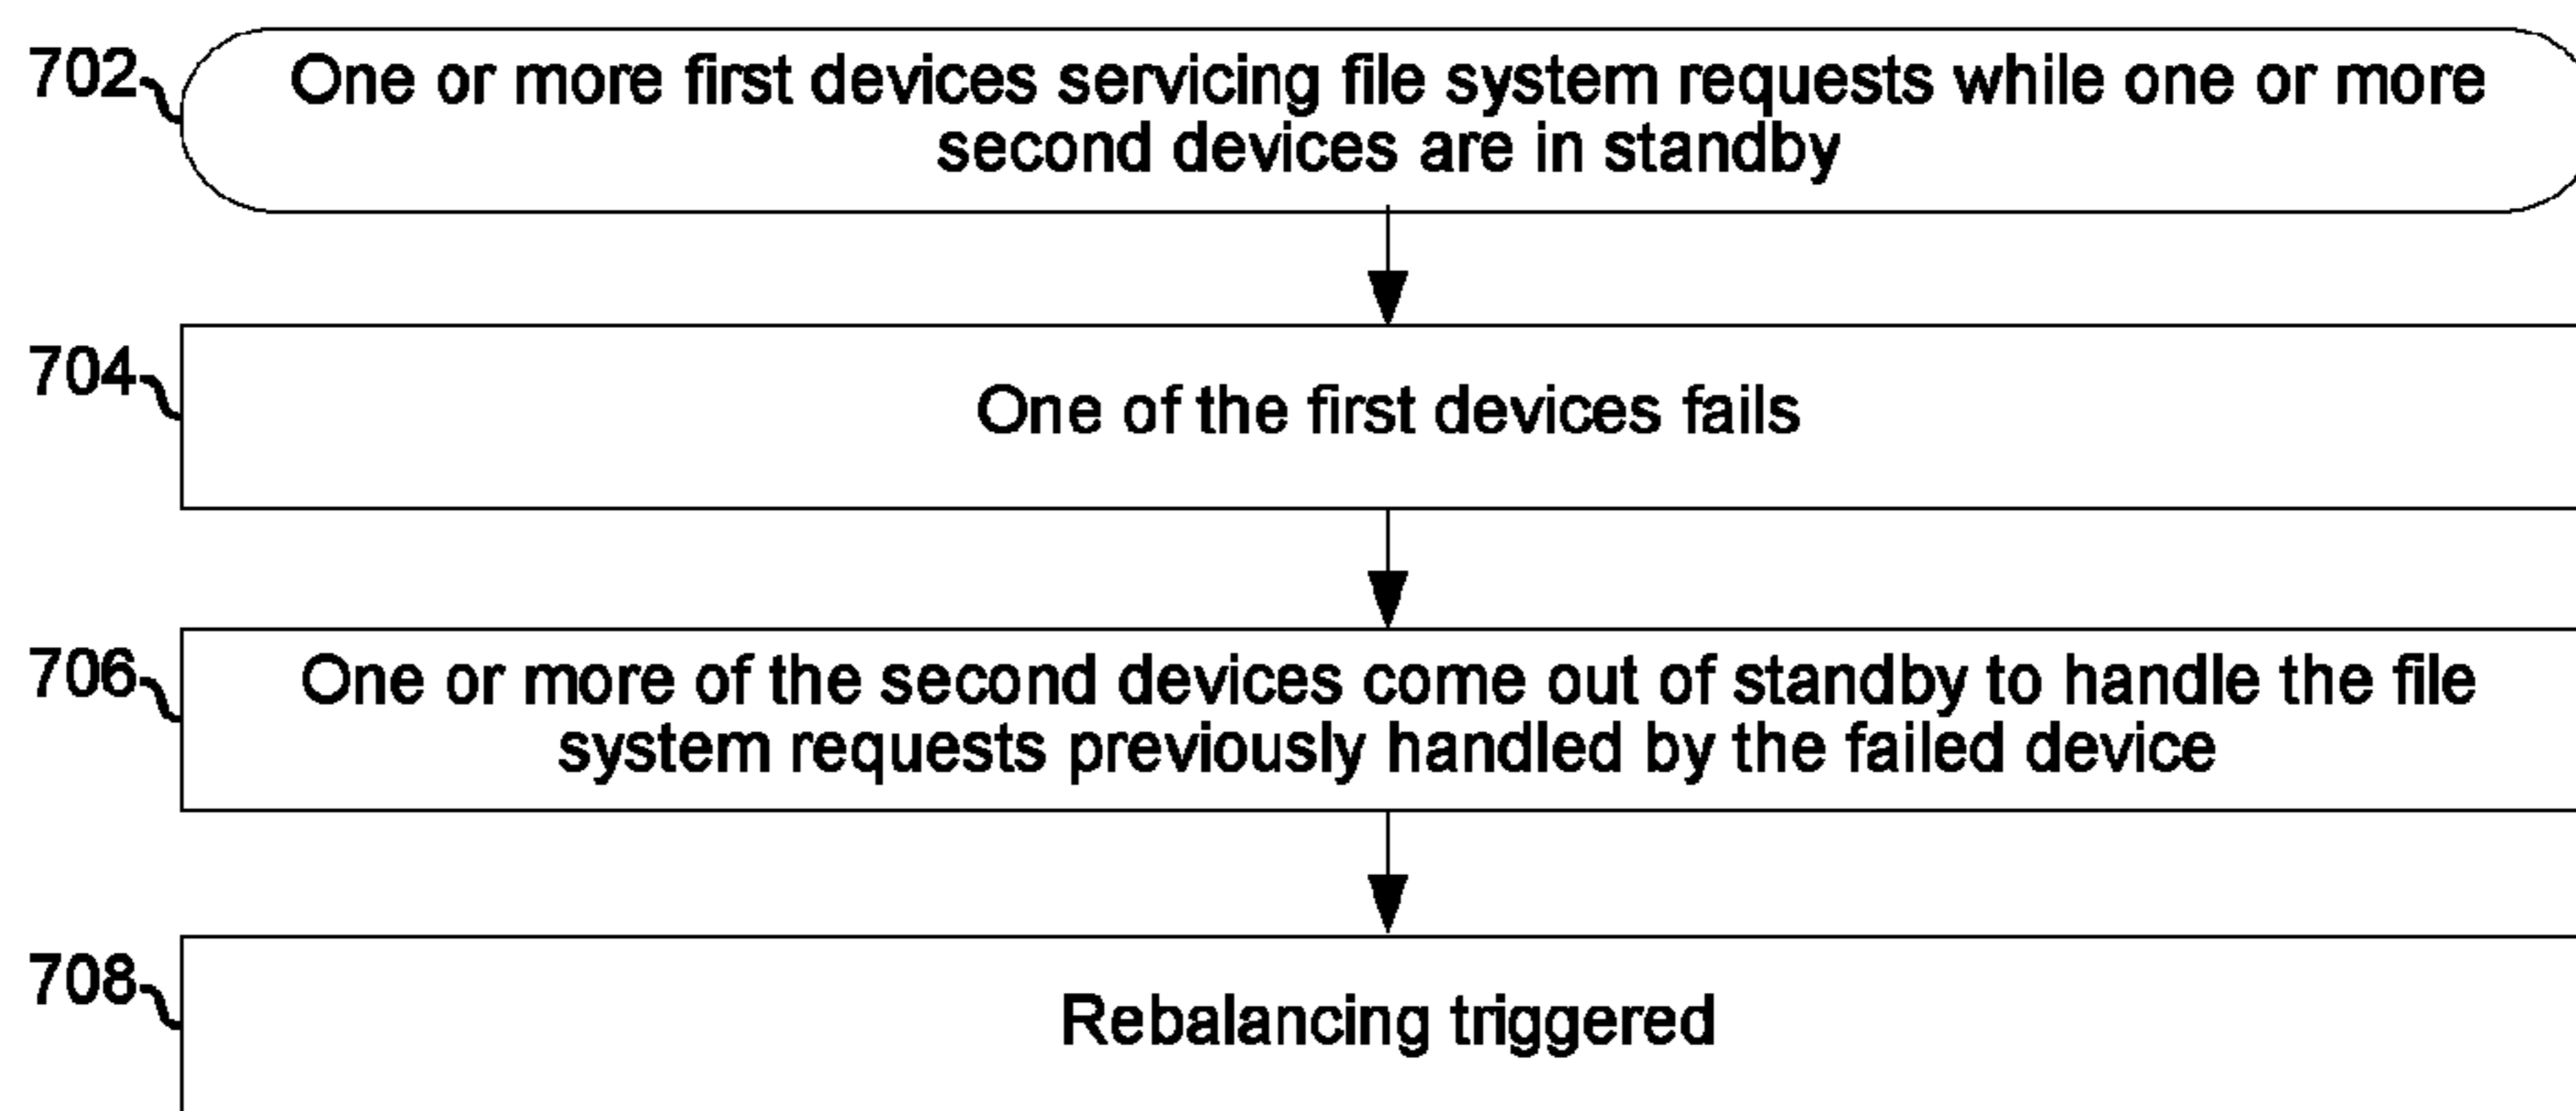 702
One or more first devices servicing file system requests while one or more
second devices are in standby
704
One of the first devices fails
706
One or more of the second devices come out of standby to handle the file
system requests previously handled by the failed device
708
Rebalancing triggered